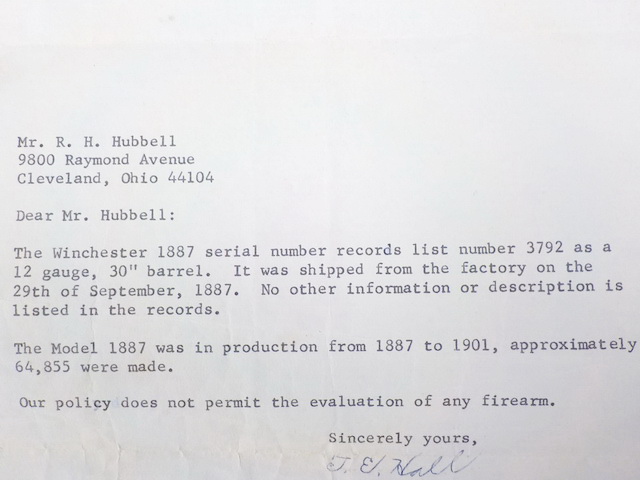 Mr. R. H. Hubbell
9800 Raymond Avenue
Cleveland, Ohio 44104
Dear Mr. Hubbell:
The Winchester 1887 serial number records list number 3792 as a
12 gauge, 30" barrel.  It was shipped from the factory on the
29th of September, 1887.  No other information or description is
listed in the records.
The Model 1887 was in production from 1887 to 1901, approximately
64,855 were made.
Our policy does not permit the evaluation of any firearm.
Sincerely yours,
T. E. Hall